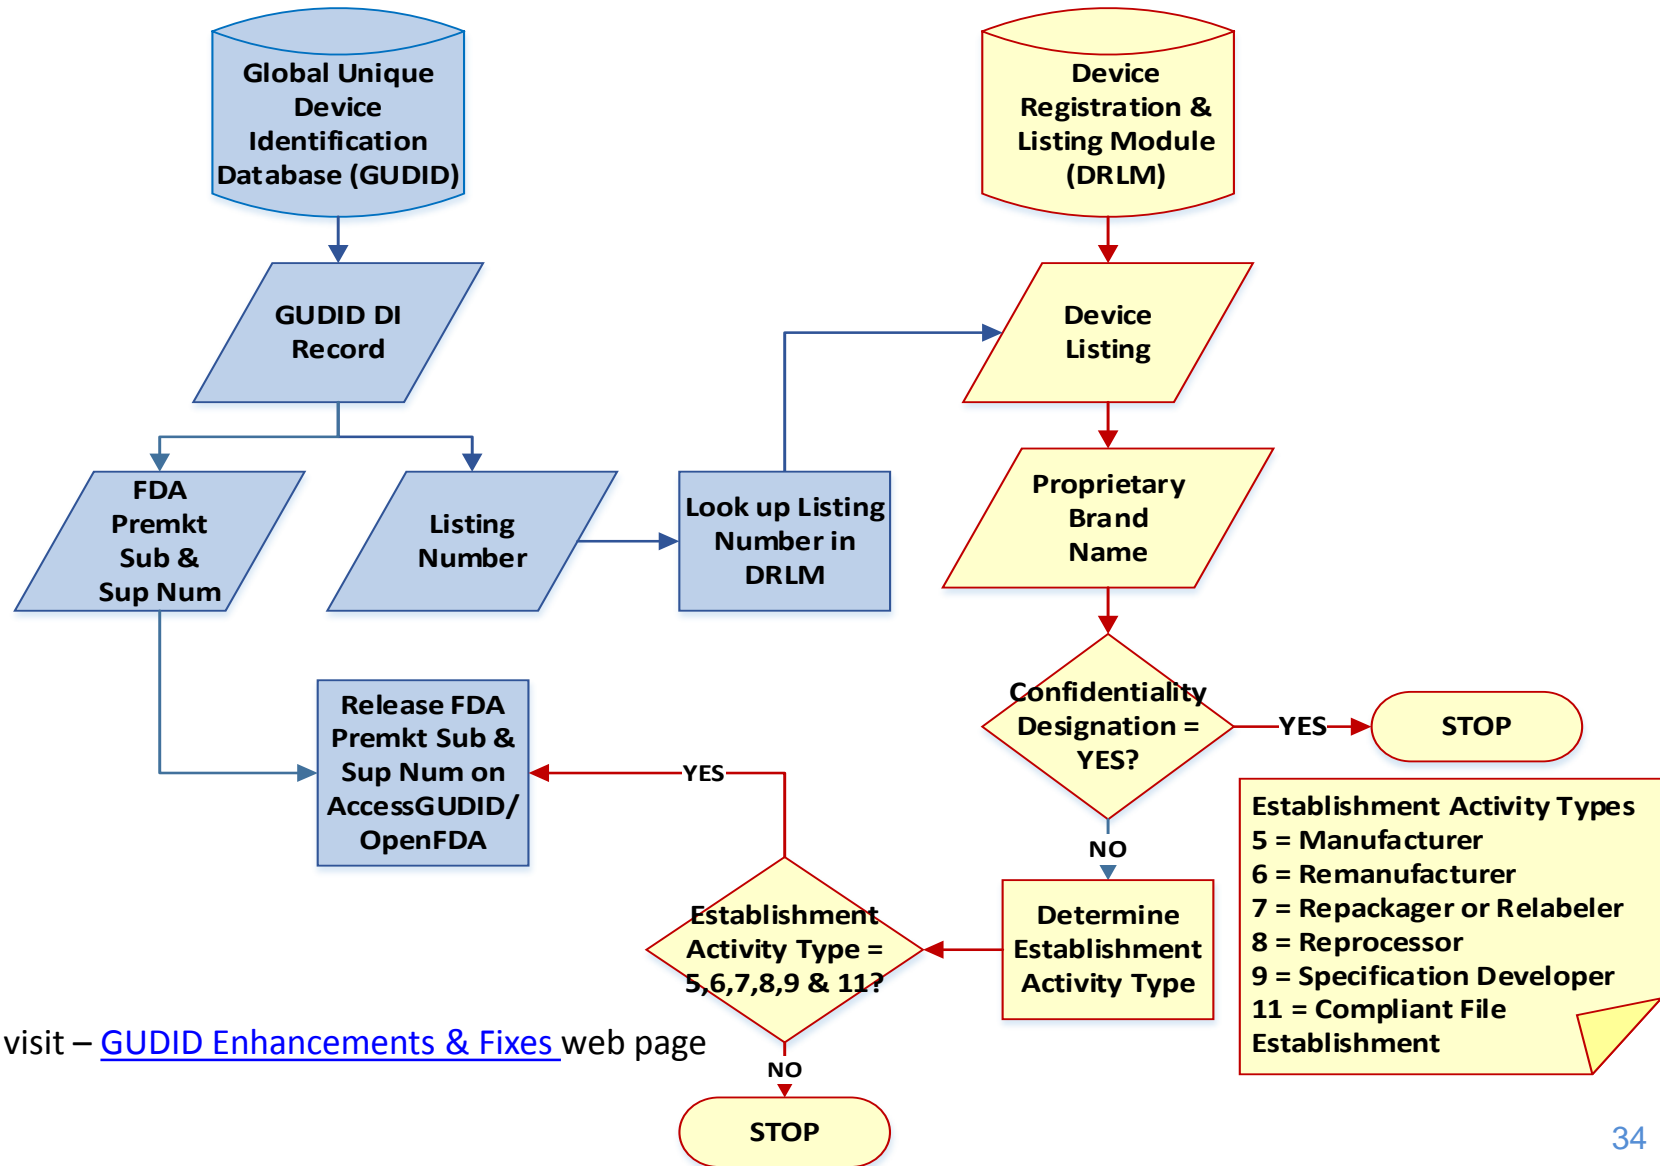 Global Unique
Device
Identification
Database (GUDID)
Device
Registration &
Listing Module
(DRLM)
GUDID DI
Record
Device
Listing
FDA
Premkt
Sub &
Sup Num
Listing
Number
Look up Listing
Number in
DRLM
Proprietary
Brand
Name
Release FDA
Premkt Sub &
Sup Num on
AccessGUDID/
OpenFDA
YES
Confidentiality
Designation =
YES?
YES
STOP
NO
Establishment
Activity Type =
5,6,7,8,9 & 11?
Determine
Establishment
Activity Type
Establishment Activity Types
5 = Manufacturer
6 = Remanufacturer
7 = Repackager or Relabeler
8 = Reprocessor
9 = Specification Developer
11 = Compliant File
Establishment
visit – GUDID Enhancements & Fixes web page
NO
STOP
34